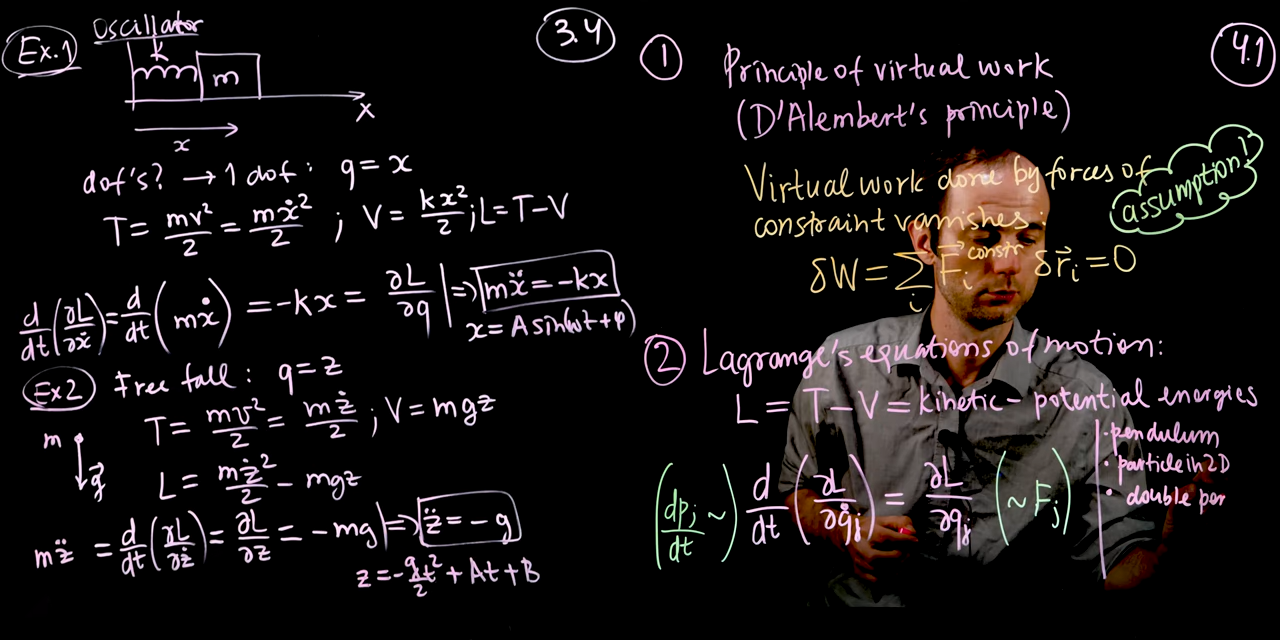 Ex.1 Oscillator
3.4
k
m
x
x
dof's? → 1 dof: q = x
T = mv²/2 = mẋ²/2 ; V = kx²/2 ; L = T - V
d/dt (∂L/∂ẋ) = d/dt (mẋ) = -kx = ∂L/∂q | => mẍ = -kx
x = A sin(ωt + φ)
Ex2 Free fall: q = z
m
g⃗
T = mv²/2 = mż/2 ; V = mgz
L = mż²/2 - mgz
mz̈ = d/dt (∂L/∂ż) = ∂L/∂z = -mg | => z̈ = -g
z = -gt²/2 + At + B
4.1
① Principle of virtual work
(D'Alembert's principle)
Virtual work done by forces of
constraint vanishes:
assumption!
δW = Σᵢ F⃗ᵢ^constr δr⃗ᵢ = 0
② Lagrange's equations of motion:
L = T - V = kinetic - potential energies
(dpⱼ/dt ~) d/dt (∂L/∂q̇ⱼ) = ∂L/∂qⱼ (~ Fⱼ)
· pendulum
· particle in 2D
· double pen